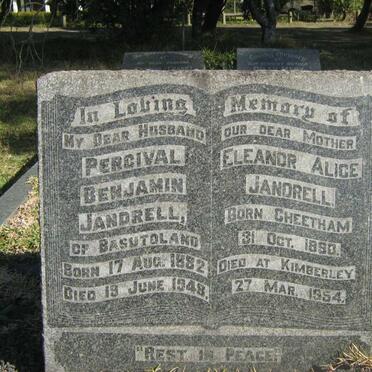 In Loving
My Dear Husband
Percival
Benjamin
Jandrell,
of Basutoland
Born 17 Aug. 1882
Died 19 June 1948.
Memory of
our dear Mother
Eleanor Alice
Jandrell
Born Cheetham
31 Oct. 1890.
Died at Kimberley
27 Mar. 1954.
"Rest in Peace"